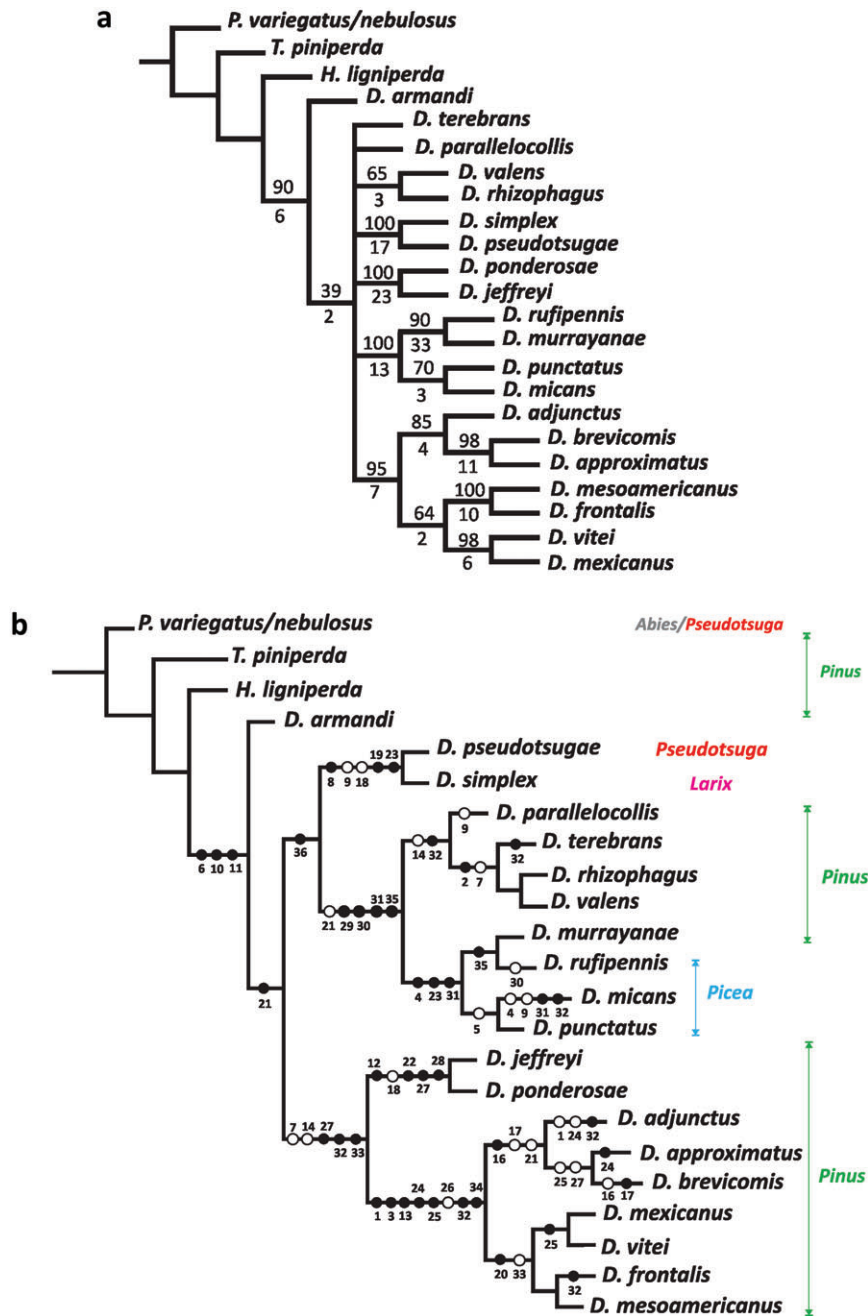 a
P. variegatus/nebulosus
T. piniperda
H. ligniperda
D. armandi
D. terebrans
D. parallelocollis
D. valens
D. rhizophagus
D. simplex
D. pseudotsugae
D. ponderosae
D. jeffreyi
D. rufipennis
D. murrayanae
D. punctatus
D. micans
D. adjunctus
D. brevicomis
D. approximatus
D. mesoamericanus
D. frontalis
D. vitei
D. mexicanus
90
6
39
2
65
3
100
17
100
23
100
13
90
33
70
3
95
7
85
4
98
11
64
2
100
10
98
6
b
P. variegatus/nebulosus
Abies/Pseudotsuga
T. piniperda
Pinus
H. ligniperda
D. armandi
D. pseudotsugae
Pseudotsuga
D. simplex
Larix
D. parallelocollis
D. terebrans
D. rhizophagus
Pinus
D. valens
D. murrayanae
D. rufipennis
D. micans
Picea
D. punctatus
D. jeffreyi
D. ponderosae
D. adjunctus
D. approximatus
D. brevicomis
Pinus
D. mexicanus
D. vitei
D. frontalis
D. mesoamericanus
6 10 11
21
36
8 9 18 19 23
21 29 30 31 35
14 32
9
2 7
32
4 23 31
35
30
5
4 9 31 32
7 14 27 32 33
12 18 22 27 28
1 3 13 24 25 26 32 34
16 17 21
1 24 32
25 27
24
16 17
20 33
25
32